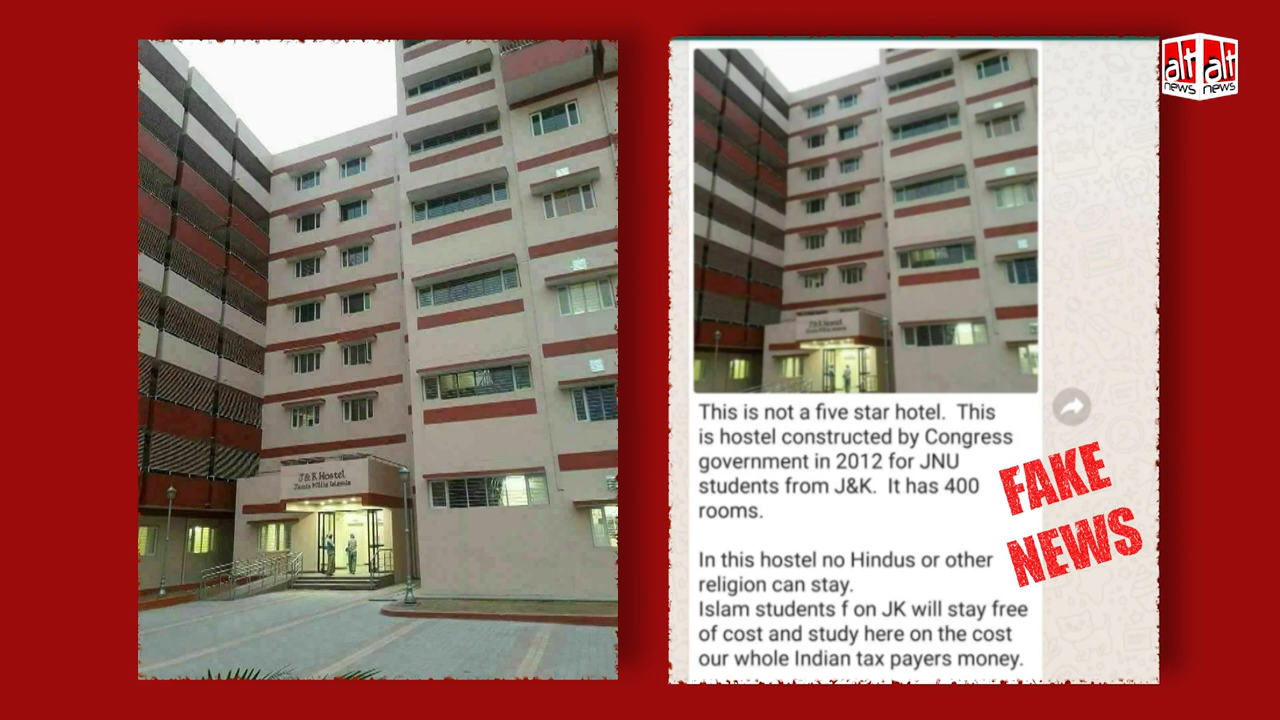 J&K Hostel
Jamia Millia Islamia
alt alt
news news
J&K Hostel
Jamia Millia Islamia
This is not a five star hotel. This
is hostel constructed by Congress
government in 2012 for JNU
students from J&K. It has 400
rooms.
In this hostel no Hindus or other
religion can stay.
Islam students f on JK will stay free
of cost and study here on the cost
our whole Indian tax payers money.
FAKE
NEWS